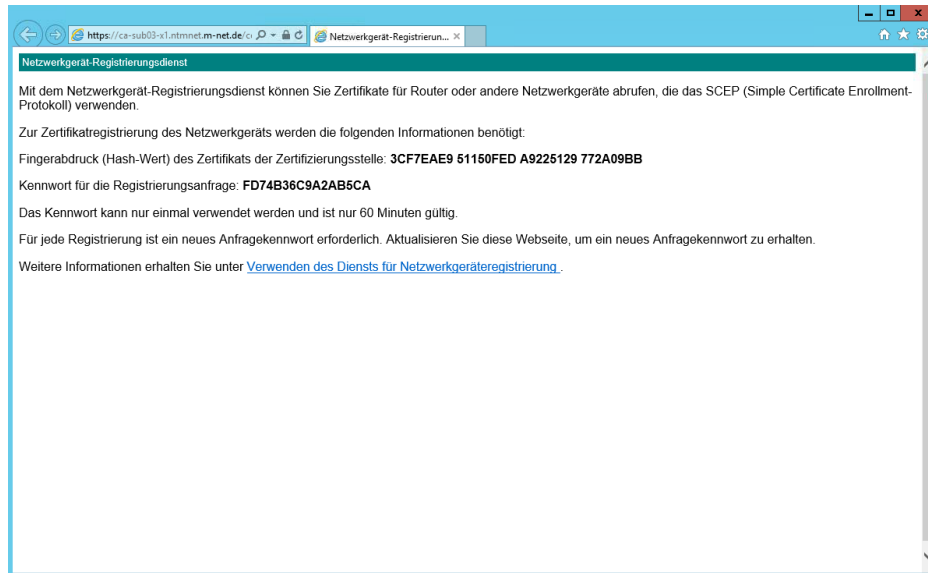 https://ca-sub03-x1.ntmnet.m-net.de/c
Netzwerkgerät-Registrierun...
Netzwerkgerät-Registrierungsdienst
Mit dem Netzwerkgerät-Registrierungsdienst können Sie Zertifikate für Router oder andere Netzwerkgeräte abrufen, die das SCEP (Simple Certificate Enrollment-
Protokoll) verwenden.
Zur Zertifikatregistrierung des Netzwerkgeräts werden die folgenden Informationen benötigt:
Fingerabdruck (Hash-Wert) des Zertifikats der Zertifizierungsstelle: 3CF7EAE9 51150FED A9225129 772A09BB
Kennwort für die Registrierungsanfrage: FD74B36C9A2AB5CA
Das Kennwort kann nur einmal verwendet werden und ist nur 60 Minuten gültig.
Für jede Registrierung ist ein neues Anfragekennwort erforderlich. Aktualisieren Sie diese Webseite, um ein neues Anfragekennwort zu erhalten.
Weitere Informationen erhalten Sie unter Verwenden des Diensts für Netzwerkgeräteregistrierung .